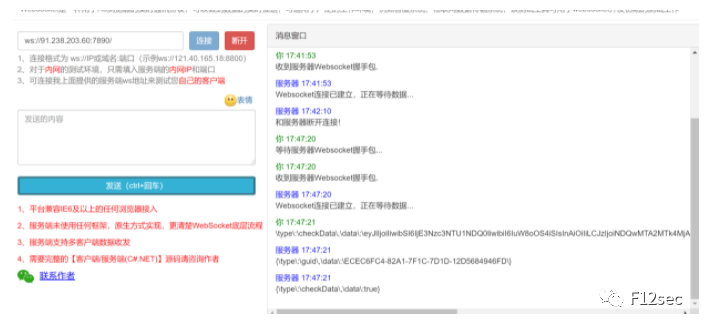 ws://91.238.203.60:7890/
连接
断开
1、连接格式为 ws://IP或域名:端口（示例ws://121.40.165.18:8800）
2、对于内网的测试环境，只需填入服务端的内网IP和端口
3、可连接我上面提供的服务端ws地址来测试您自己的客户端
表情
发送的内容
发送（ctrl+回车）
1、平台兼容IE6及以上的任何浏览器接入
2、服务端未使用任何框架，原生方式实现，更清楚WebSocket底层流程
3、服务端支持多客户端数据收发
4、需要完整的【客户端/服务端(C#.NET)】源码请咨询作者
联系作者
消息窗口
你 17:41:53
收到服务器Websocket握手包.
服务器 17:41:53
Websocket连接已建立，正在等待数据...
服务器 17:42:10
和服务器断开连接！
你 17:47:20
等待服务器Websocket握手包...
你 17:47:20
收到服务器Websocket握手包.
服务器 17:47:20
Websocket连接已建立，正在等待数据...
你 17:47:21
服务器 17:47:21
{\type\:\guid\,\data\:\ECEC6FC4-82A1-7F1C-7D1D-12D5684946FD\}
服务器 17:47:21
{\type\:\checkData\,\data\:true}
F12sec